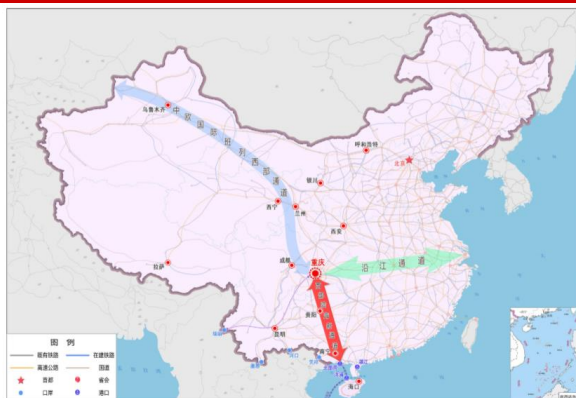 乌鲁木齐
中欧国际班列西部通道
呼和浩特
北京
银川
西宁
兰州
西安
拉萨
成都
重庆
沿江通道
贵阳
昆明
南宁
海口
图 例
现有铁路
在建铁路
高速公路
国道
首都
省会
口岸
港口